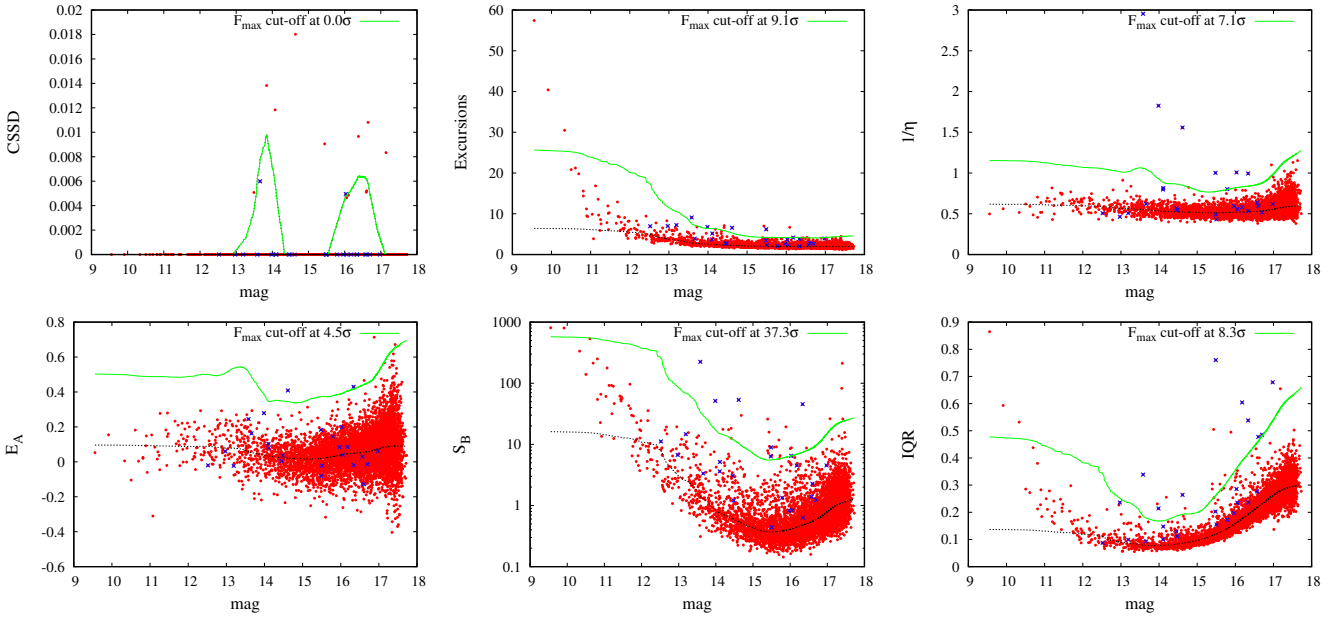 F_max cut-off at 0.0σ
0.02
0.018
0.016
0.014
0.012
0.01
0.008
0.006
0.004
0.002
0
CSSD
9 10 11 12 13 14 15 16 17 18
mag
F_max cut-off at 9.1σ
60
50
40
30
20
10
0
Excursions
9 10 11 12 13 14 15 16 17 18
mag
F_max cut-off at 7.1σ
3
2.5
2
1.5
1
0.5
0
1/η
9 10 11 12 13 14 15 16 17 18
mag
F_max cut-off at 4.5σ
0.8
0.6
0.4
0.2
0
-0.2
-0.4
-0.6
E_A
9 10 11 12 13 14 15 16 17 18
mag
F_max cut-off at 37.3σ
1000
100
10
1
0.1
S_B
9 10 11 12 13 14 15 16 17 18
mag
F_max cut-off at 8.3σ
0.9
0.8
0.7
0.6
0.5
0.4
0.3
0.2
0.1
0
IQR
9 10 11 12 13 14 15 16 17 18
mag